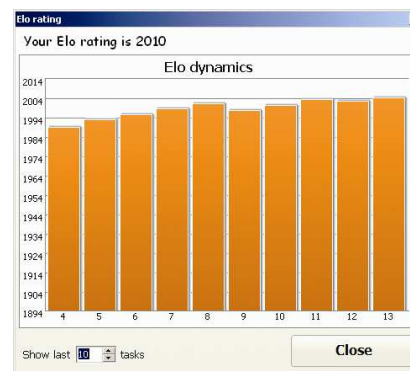 Elo rating
Your Elo rating is 2010
Elo dynamics
2014
2004
1994
1984
1974
1964
1954
1944
1934
1924
1914
1904
1894
4 5 6 7 8 9 10 11 12 13
Show last 10 tasks
Close